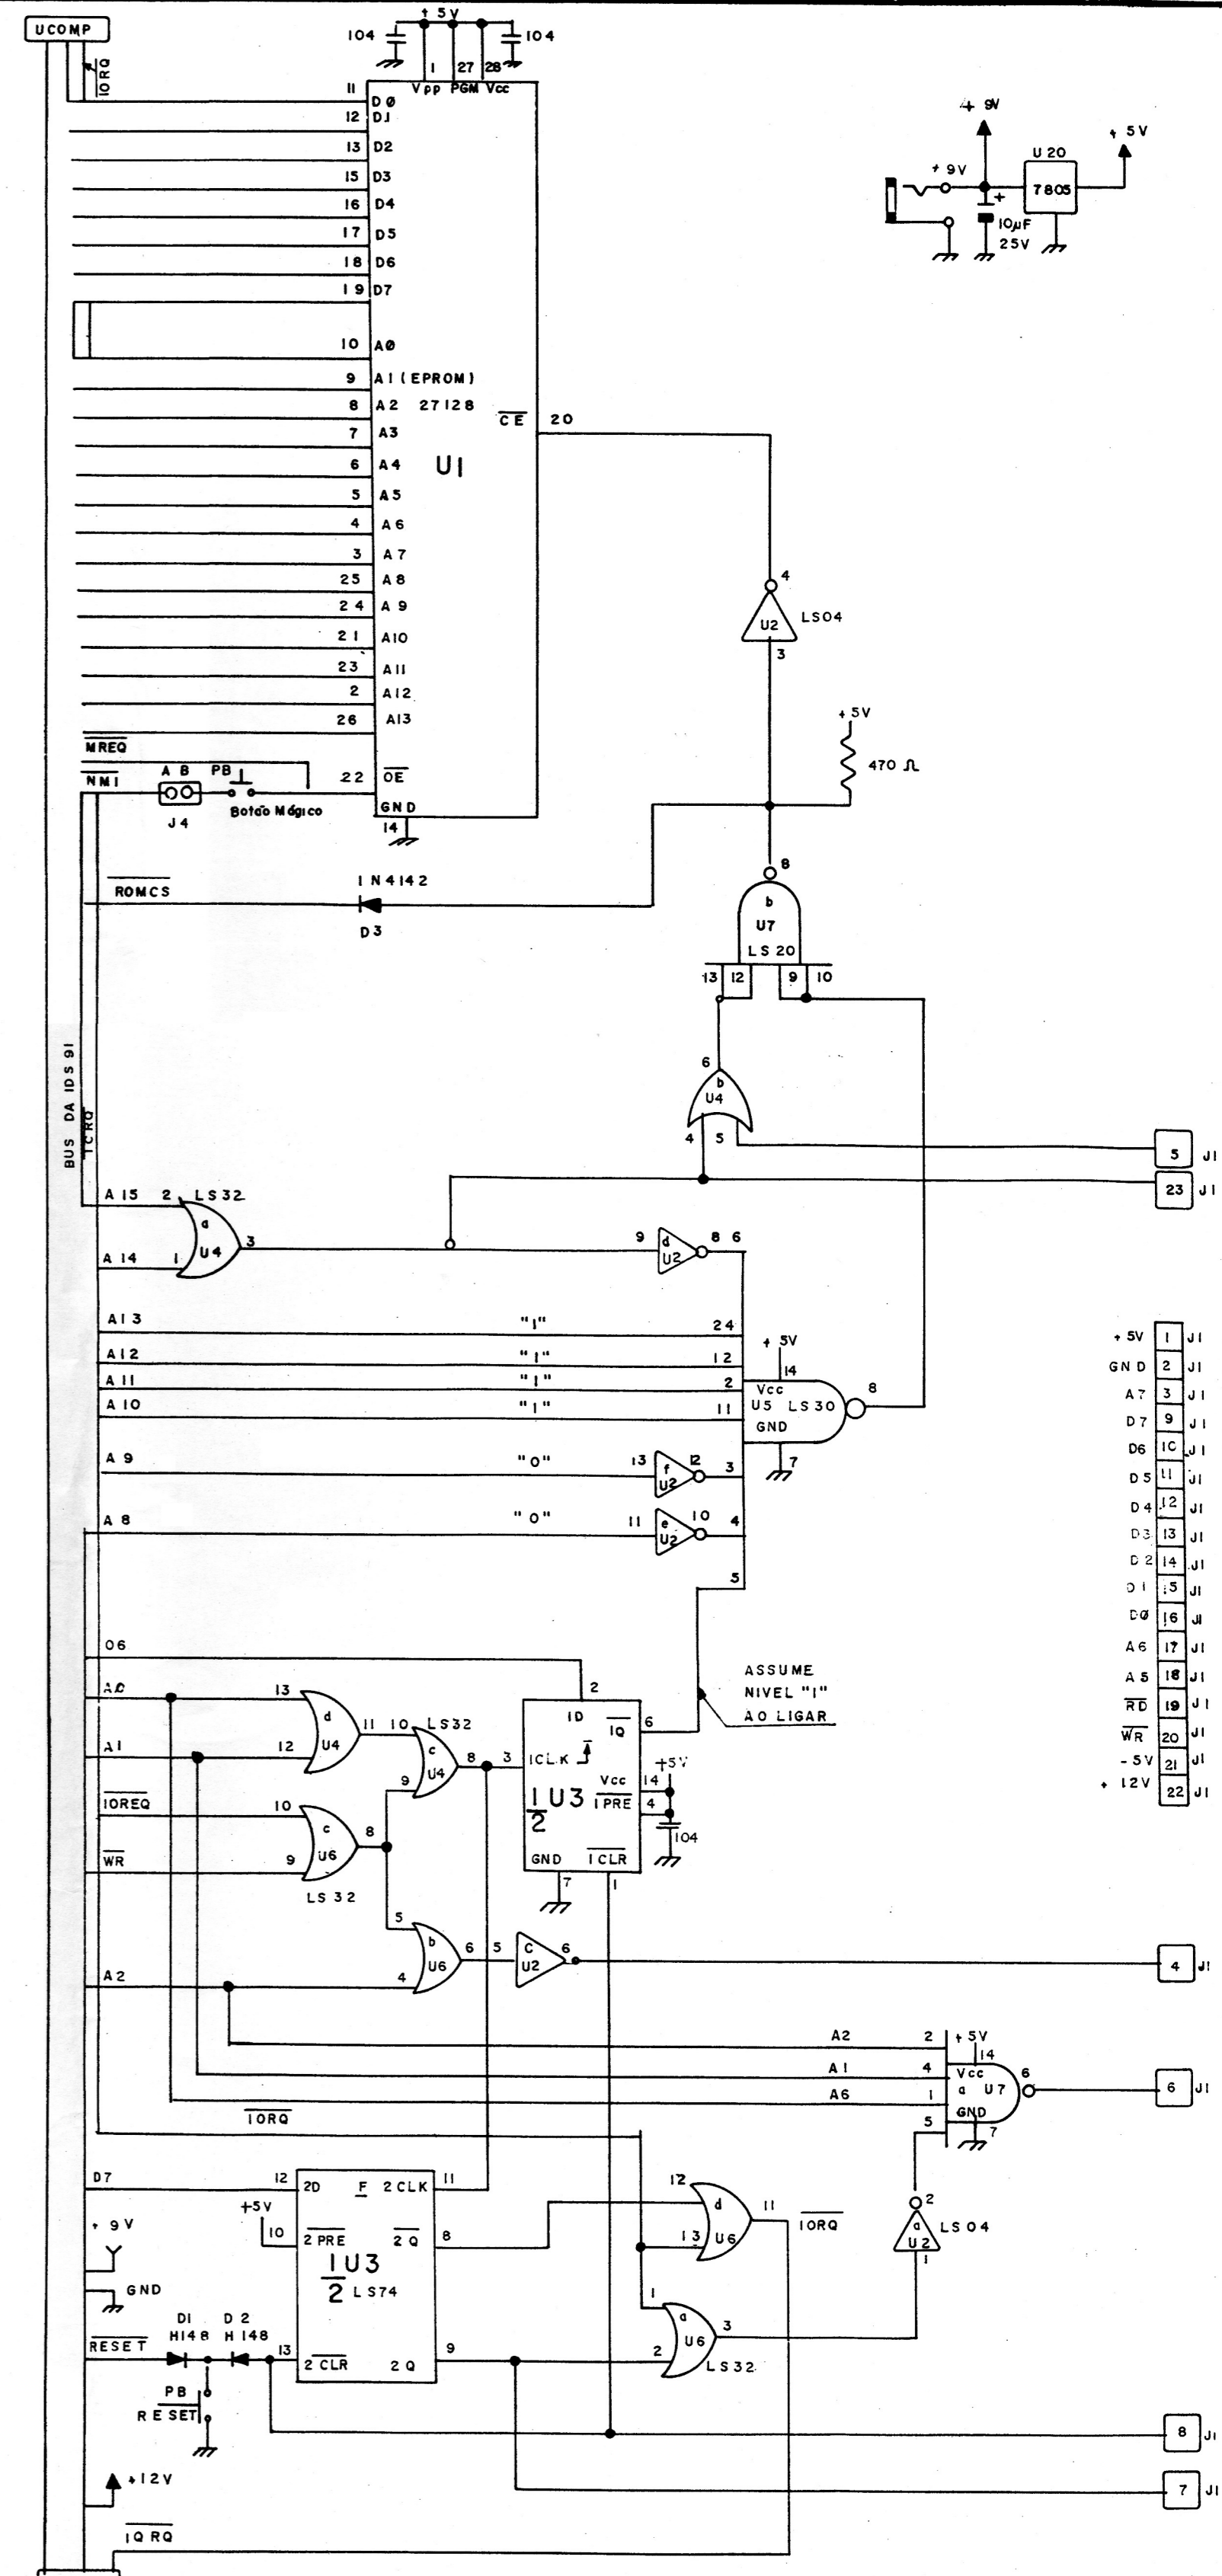 UCOMP
IORQ
+ 5V
104
104
1 27 28
Vpp PGM Vcc
11 DØ
12 D1
13 D2
15 D3
16 D4
17 D5
18 D6
19 D7
10 AØ
9 A1 (EPROM)
8 A2 27128
7 A3
6 A4
5 A5
4 A6
3 A7
25 A8
24 A9
21 A10
23 A11
2 A12
26 A13
U1
CE 20
MREQ
NMI
A B PB
J4
Botão Mágico
22 OE
GND
14
+ 9V
+ 5V
+ 9V
U20
7805
+
10µF
25V
4
U2 LS04
3
+5V
470 Ω
ROMCS
1N4142
D3
8
b
U7
LS20
13 12 9 10
6
b
U4
4 5
5 J1
23 J1
BUS DA IDS91
A15 2 LS32
a
U4 3
A14 1
9 d U2 8 6
A13 "1" 24
A12 "1" 12
A11 "1" 2
A10 "1" 11
+ 5V
14
Vcc
U5 LS30 8
GND
7
A9 "0" 13 f U2 12 3
A8 "0" 11 e U2 10 4
5
+ 5V 1 J1
GND 2 J1
A7 3 J1
D7 9 J1
D6 10 J1
D5 11 J1
D4 12 J1
D3 13 J1
D2 14 J1
D1 15 J1
DØ 16 J1
A6 17 J1
A5 18 J1
RD 19 J1
WR 20 J1
- 5V 21 J1
+ 12V 22 J1
ASSUME
NIVEL "1"
AO LIGAR
O6
2
1D
1Q 6
A0 13
d
U4 11
A1 12
10 LS32
c
U4 8
9
3 1CLK
1/2 U3
Vcc 14 +5V
1PRE 4
104
GND 1CLR
7 1
IOREQ 10
c
U6 8
WR 9
LS 32
5
b
U6 6
4
5 C U2 6
4 J1
A2
A2 2 + 5V
14
A1 4 Vcc
a U7 6
A6 1
GND
5 7
6 J1
IORQ
D7 12 2D F 2CLK 11
+5V
10 2PRE 2Q 8
1/2 U3
LS74
13 2CLR 2Q 9
+ 9V
GND
RESET
D1 D2
H148 H148
PB
RESET
12
d
U6 11
13
IORQ
2
a
U2 LS04
1
1
a
U6 3
2
LS32
8 J1
7 J1
+12V
IQRQ